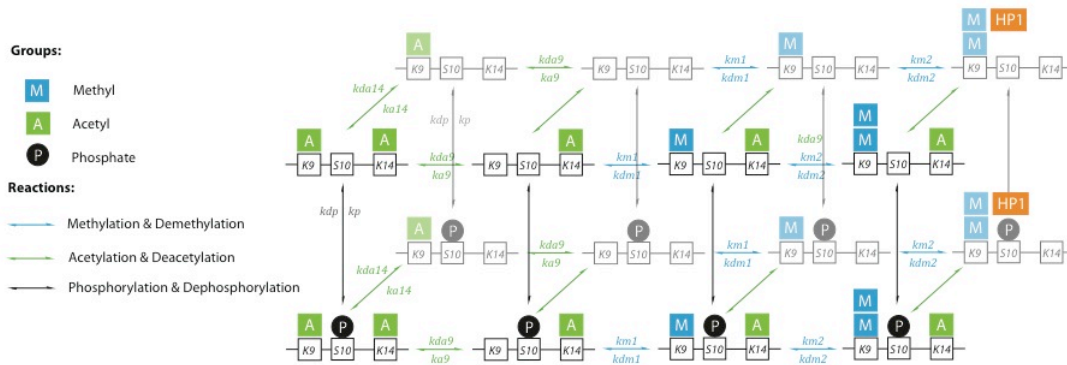 Groups:
M Methyl
A Acetyl
P Phosphate
Reactions:
Methylation & Demethylation
Acetylation & Deacetylation
Phosphorylation & Dephosphorylation
M HP1
A M M
K9 S10 K14 kda9 ka9 K9 S10 K14 km1 kdm1 K9 S10 K14 km2 kdm2 K9 S10 K14
kda14 ka14 kdp kp kda9
M
A A A M A M A
K9 S10 K14 kda9 ka9 K9 S10 K14 km1 kdm1 K9 S10 K14 km2 kdm2 K9 S10 K14
kdp kp
M HP1
A P P M P M P
K9 S10 K14 kda9 ka9 K9 S10 K14 km1 kdm1 K9 S10 K14 km2 kdm2 K9 S10 K14
kda14 ka14
M
A P A P A M P A M P A
K9 S10 K14 kda9 ka9 K9 S10 K14 km1 kdm1 K9 S10 K14 km2 kdm2 K9 S10 K14